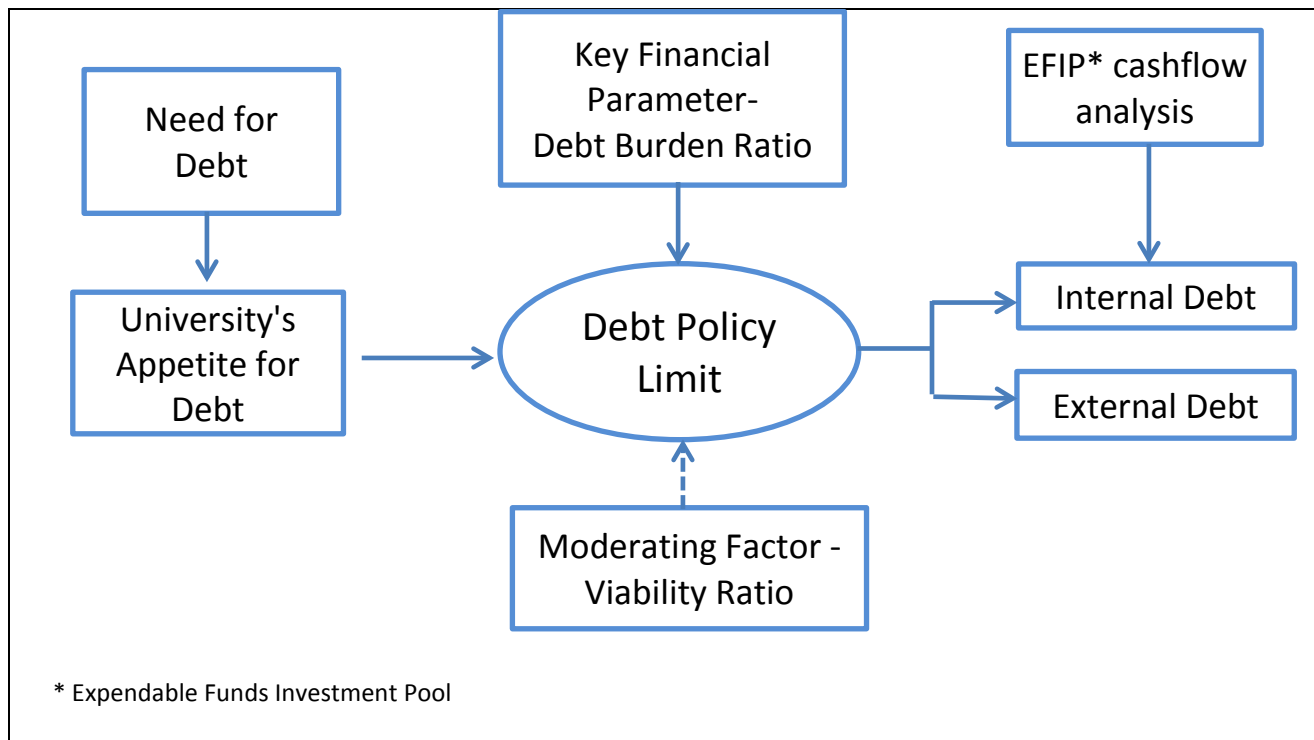 Need for
Debt
University's
Appetite for
Debt
Key Financial
Parameter-
Debt Burden Ratio
Debt Policy
Limit
Moderating Factor -
Viability Ratio
EFIP* cashflow
analysis
Internal Debt
External Debt
* Expendable Funds Investment Pool